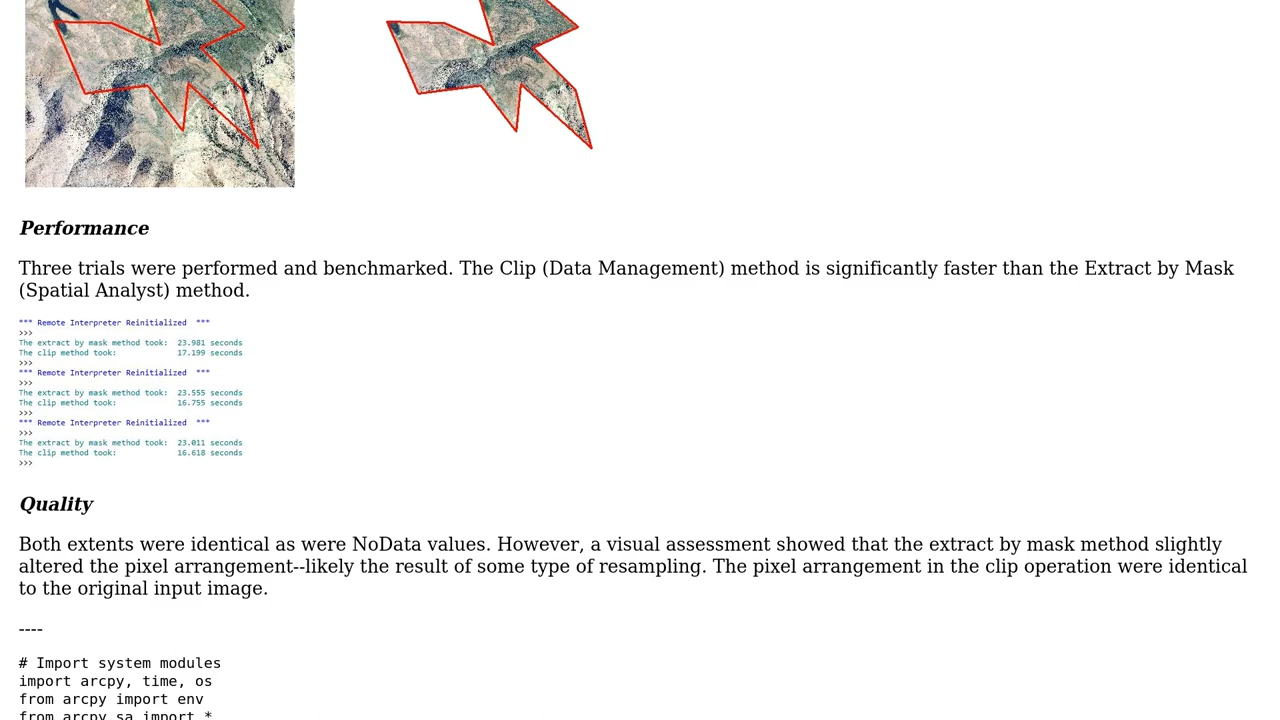 Performance
Three trials were performed and benchmarked. The Clip (Data Management) method is significantly faster than the Extract by Mask
(Spatial Analyst) method.
*** Remote Interpreter Reinitialized  ***
>>>
The extract by mask method took:  23.981 seconds
The clip method took:             17.199 seconds
>>>
*** Remote Interpreter Reinitialized  ***
>>>
The extract by mask method took:  23.555 seconds
The clip method took:             16.755 seconds
>>>
*** Remote Interpreter Reinitialized  ***
>>>
The extract by mask method took:  23.011 seconds
The clip method took:             16.618 seconds
>>>
Quality
Both extents were identical as were NoData values. However, a visual assessment showed that the extract by mask method slightly
altered the pixel arrangement--likely the result of some type of resampling. The pixel arrangement in the clip operation were identical
to the original input image.
----
# Import system modules
import arcpy, time, os
from arcpy import env
from arcpy.sa import *